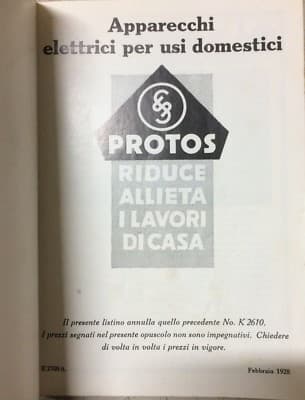 Apparecchi
elettrici per usi domestici
PROTOS
RIDUCE
ALLIETA
I LAVORI
DI CASA
Il presente listino annulla quello precedente No. K 2610.
I prezzi segnati nel presente opuscolo non sono impegnativi. Chiedere
di volta in volta i prezzi in vigore.
Febbraio 1928